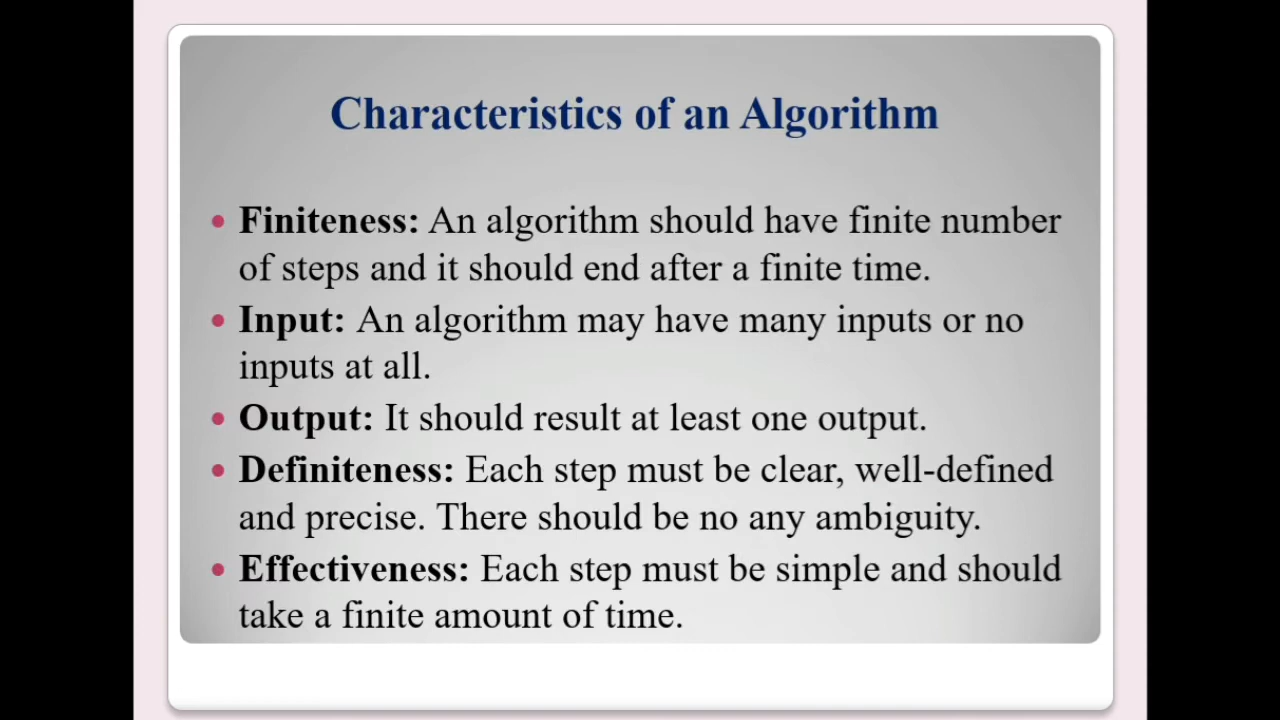 Characteristics of an Algorithm
• Finiteness: An algorithm should have finite number
of steps and it should end after a finite time.
• Input: An algorithm may have many inputs or no
inputs at all.
• Output: It should result at least one output.
• Definiteness: Each step must be clear, well-defined
and precise. There should be no any ambiguity.
• Effectiveness: Each step must be simple and should
take a finite amount of time.